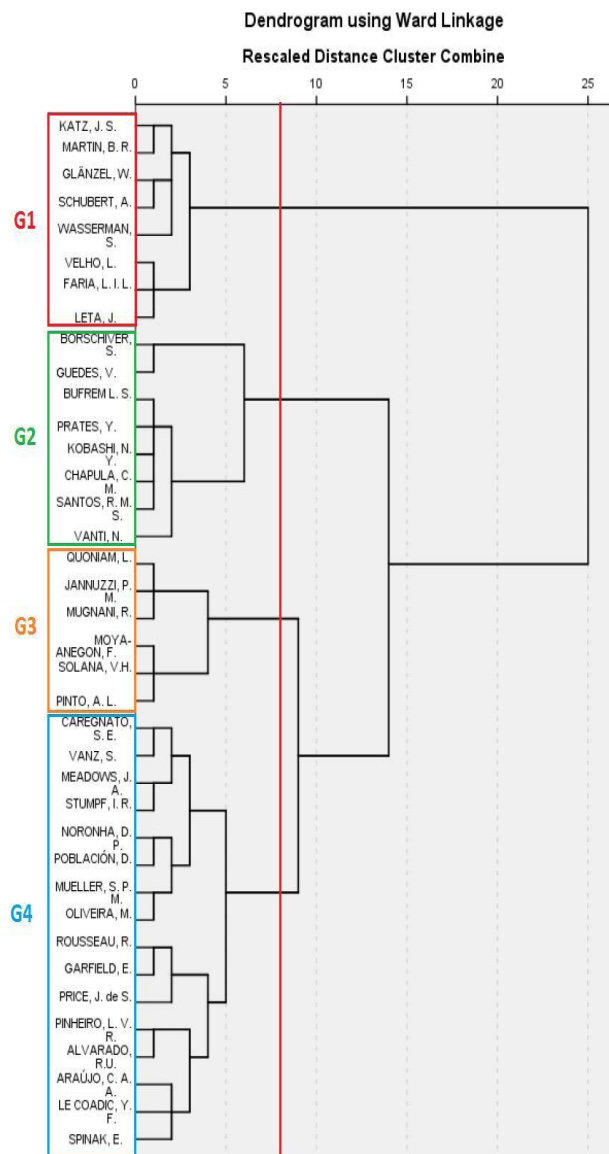 Dendrogram using Ward Linkage
Rescaled Distance Cluster Combine
0 5 10 15 20 25
G1
KATZ, J. S.
MARTIN, B. R.
GLÄNZEL, W.
SCHUBERT, A.
WASSERMAN,
S.
VELHO, L.
FARIA, L. I. L.
LETA, J.
G2
BORSCHIVER,
S.
GUEDES, V.
BUFREM L. S.
PRATES, Y.
KOBASHI, N.
Y.
CHAPULA, C.
M.
SANTOS, R. M.
S.
VANTI, N.
G3
QUONIAM, L.
JANNUZZI, P.
M.
MUGNANI, R.
MOYA-
ANEGON, F.
SOLANA, V.H.
PINTO, A. L.
G4
CAREGNATO,
S. E.
VANZ, S.
MEADOWS, J.
A.
STUMPF, I. R.
NORONHA, D.
P.
POBLACIÓN, D.
MUELLER, S. P.
M.
OLIVEIRA, M.
ROUSSEAU, R.
GARFIELD, E.
PRICE, J. de S.
PINHEIRO, L. V.
R.
ALVARADO,
R.U.
ARAÚJO, C. A.
A.
LE COADIC, Y.
F.
SPINAK, E.